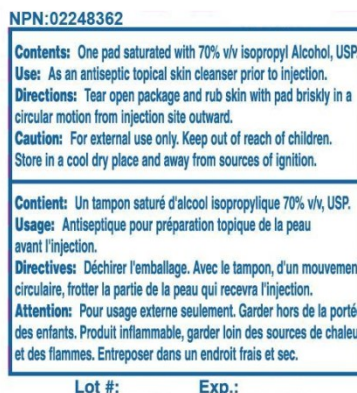 NPN:02248362
Contents: One pad saturated with 70% v/v isopropyl Alcohol, USP.
Use: As an antiseptic topical skin cleanser prior to injection.
Directions: Tear open package and rub skin with pad briskly in a
circular motion from injection site outward.
Caution: For external use only. Keep out of reach of children.
Store in a cool dry place and away from sources of ignition.
Contient: Un tampon saturé d'alcool isopropylique 70% v/v, USP.
Usage: Antiseptique pour préparation topique de la peau
avant l'injection.
Directives: Déchirer l'emballage. Avec le tampon, d'un mouvemen
circulaire, frotter la partie de la peau qui recevra l'injection.
Attention: Pour usage externe seulement. Garder hors de la porté
des enfants. Produit inflammable, garder loin des sources de chaleu
et des flammes. Entreposer dans un endroit frais et sec.
Lot #: Exp.: